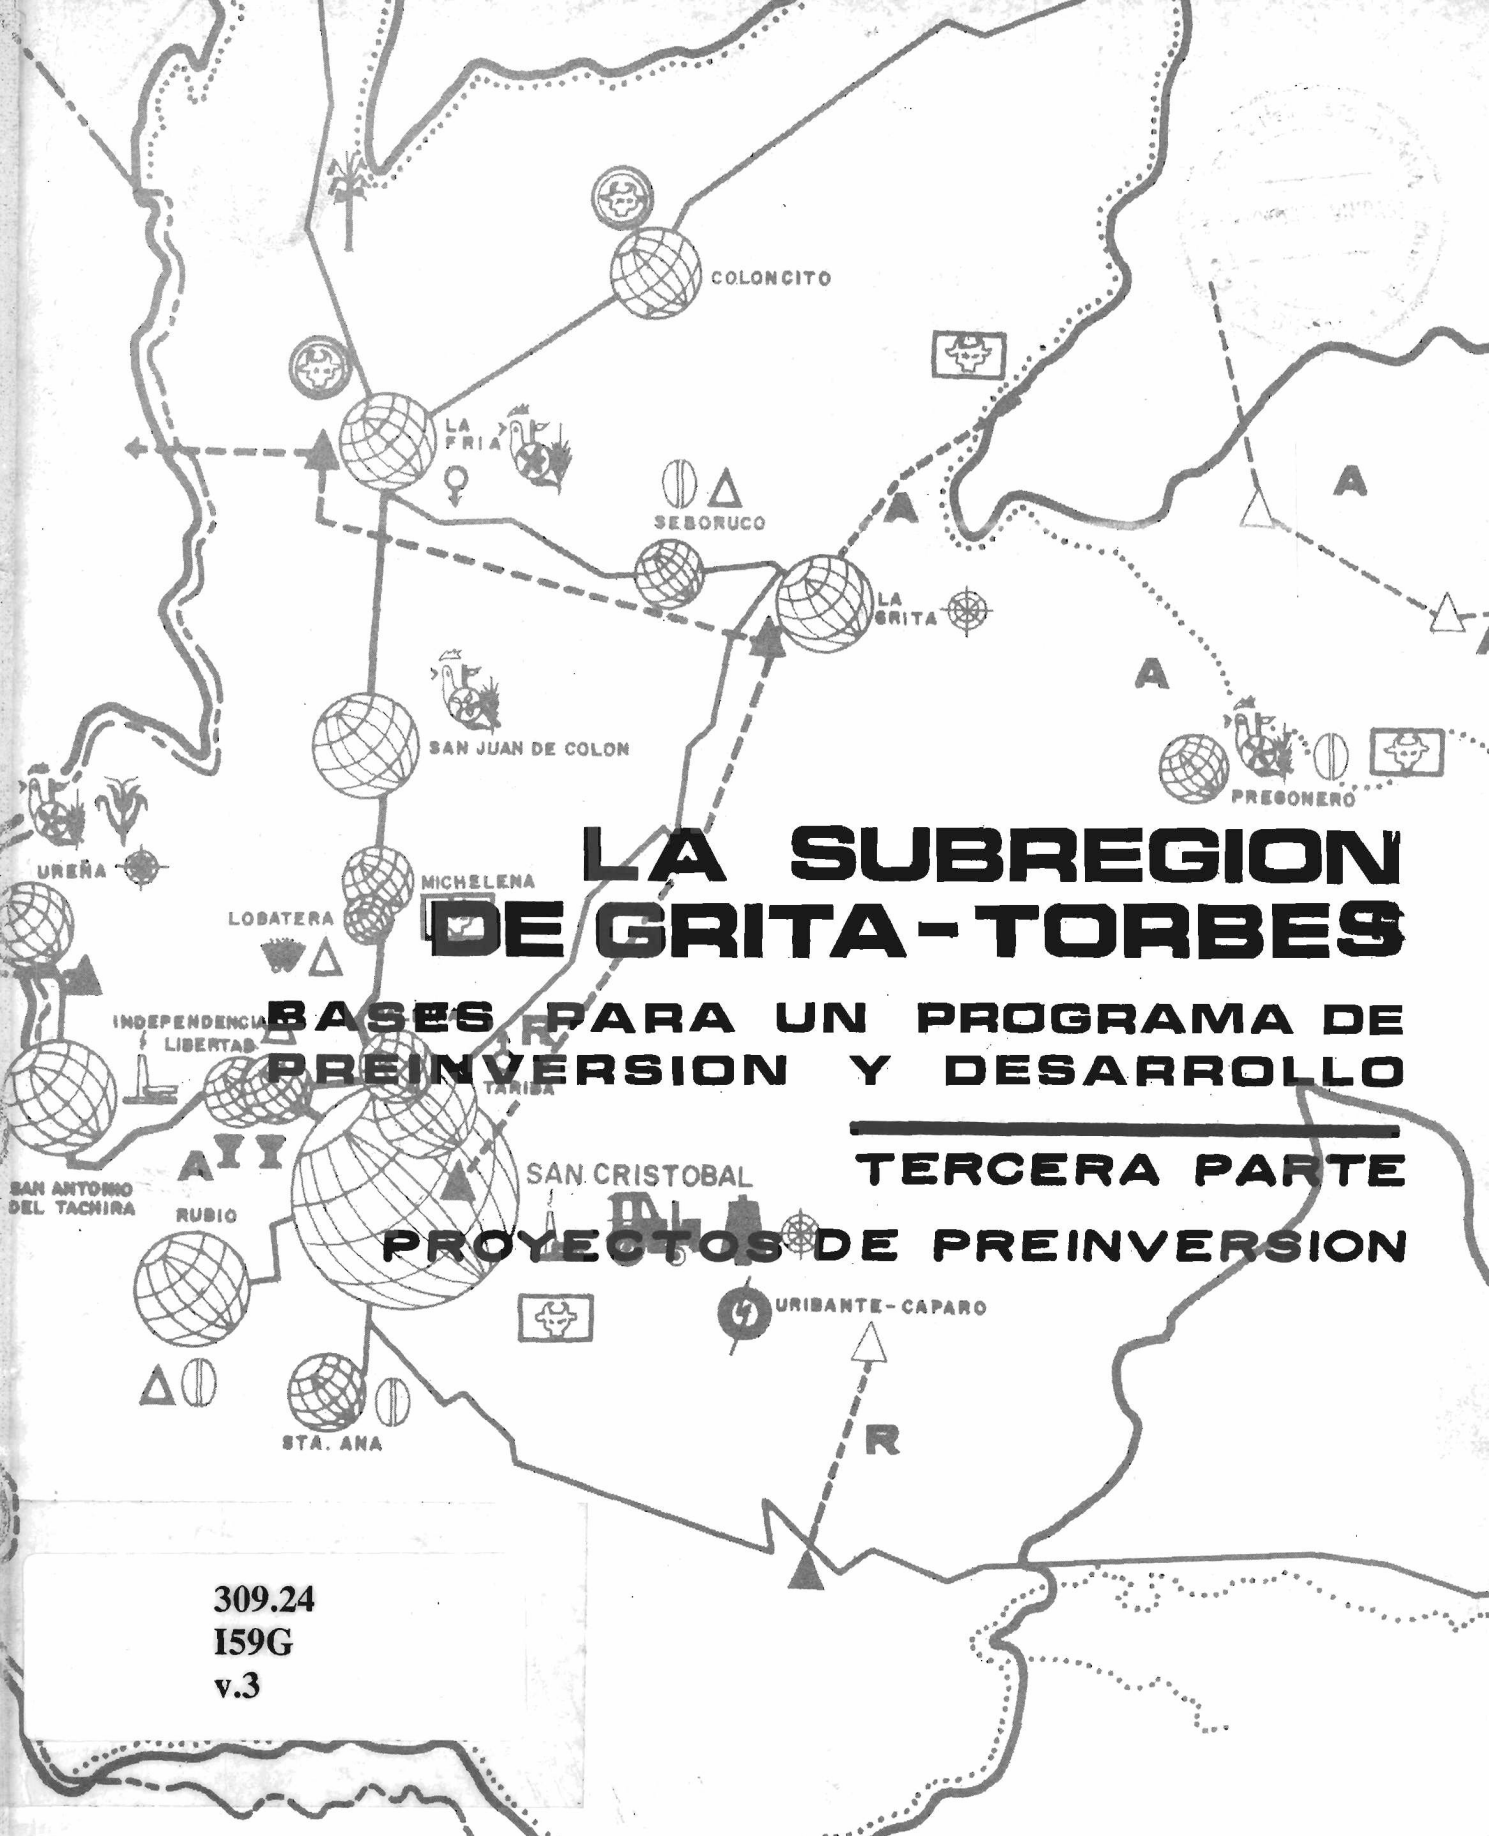 COLONCITO
LA
FRIA
SEBORUCO
A
A
LA
GRITA
A
SAN JUAN DE COLON
PREGONERO
UREÑA
MICHELENA
LOBATERA
LA SUBREGION
DE GRITA-TORBES
INDEPENDENCIA
LIBERTAD
BASES PARA UN PROGRAMA DE
PREINVERSION Y DESARROLLO
R
TARIBA
TERCERA PARTE
A
SAN CRISTOBAL
SAN ANTONIO
DEL TACHIRA
RUBIO
PROYECTOS DE PREINVERSION
URIBANTE-CAPARO
R
STA. ANA
309.24
I59G
v.3